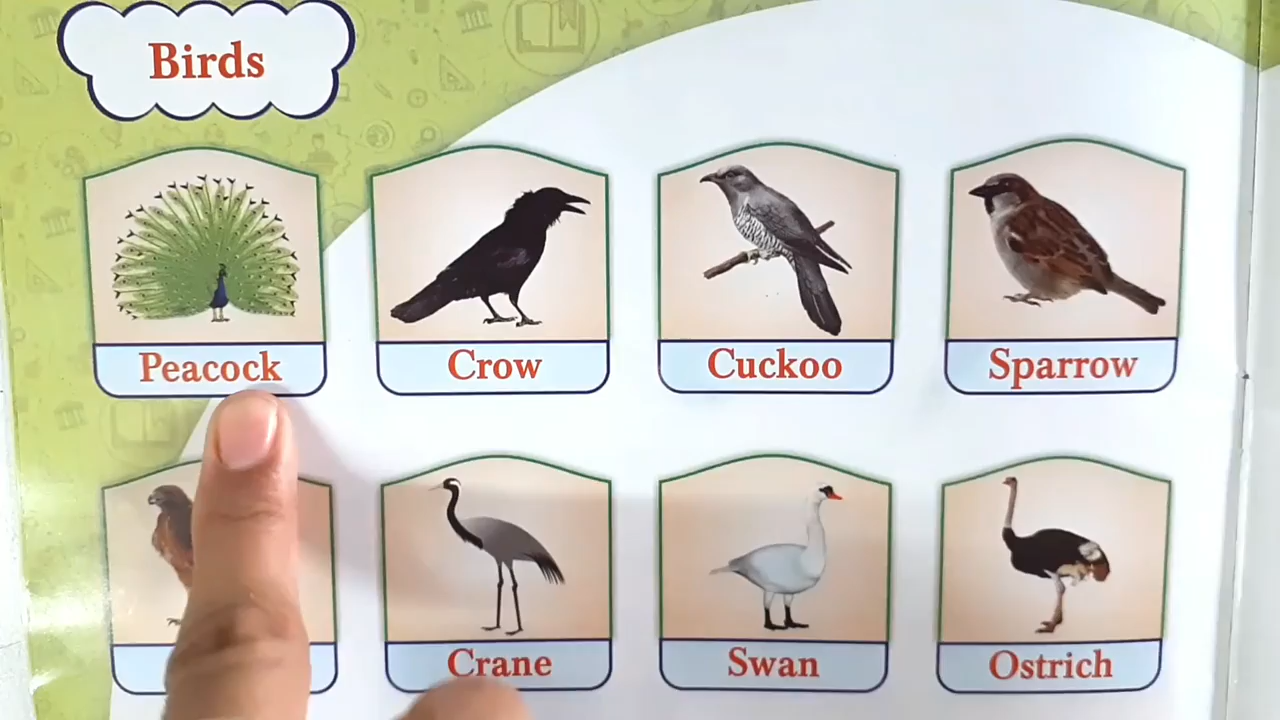 Birds
Peacock
Crow
Cuckoo
Sparrow
Crane
Swan
Ostrich